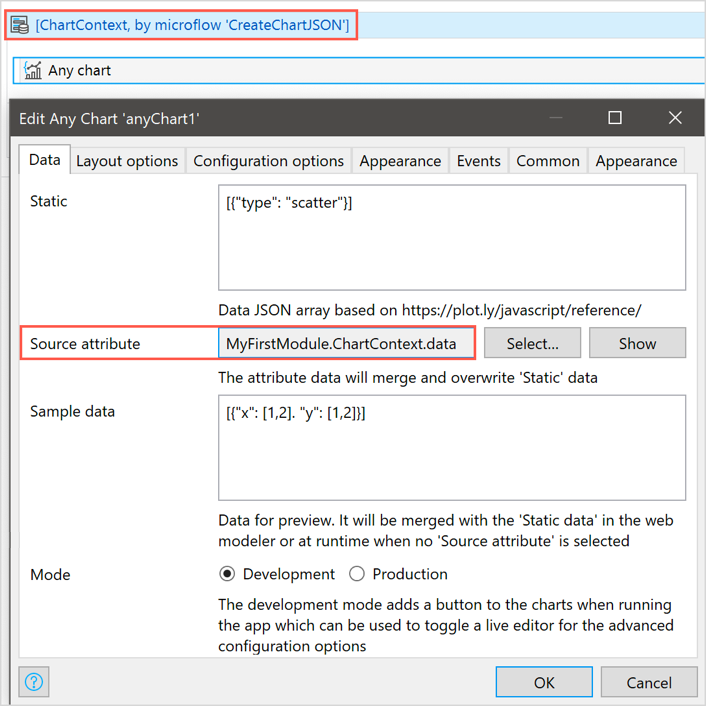 [ChartContext, by microflow 'CreateChartJSON']
Any chart
Edit Any Chart 'anyChart1'
Data Layout options Configuration options Appearance Events Common Appearance
Static
[{"type": "scatter"}]
Data JSON array based on https://plot.ly/javascript/reference/
Source attribute MyFirstModule.ChartContext.data Select... Show
The attribute data will merge and overwrite 'Static' data
Sample data
[{"x": [1,2]. "y": [1,2]}]
Data for preview. It will be merged with the 'Static data' in the web
modeler or at runtime when no 'Source attribute' is selected
Mode Development Production
The development mode adds a button to the charts when running
the app which can be used to toggle a live editor for the advanced
configuration options
? OK Cancel